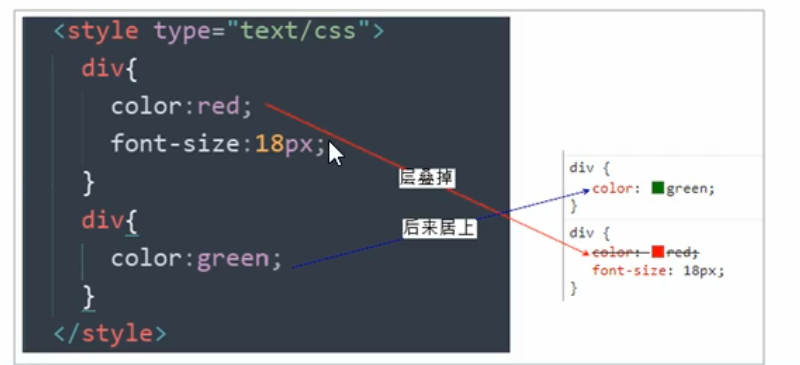 <style type="text/css">
div{
color:red;
font-size:18px;
}
div{
color:green;
}
</style>
层叠掉
后来居上
div {
color: green;
}
div {
color: red;
font-size: 18px;
}